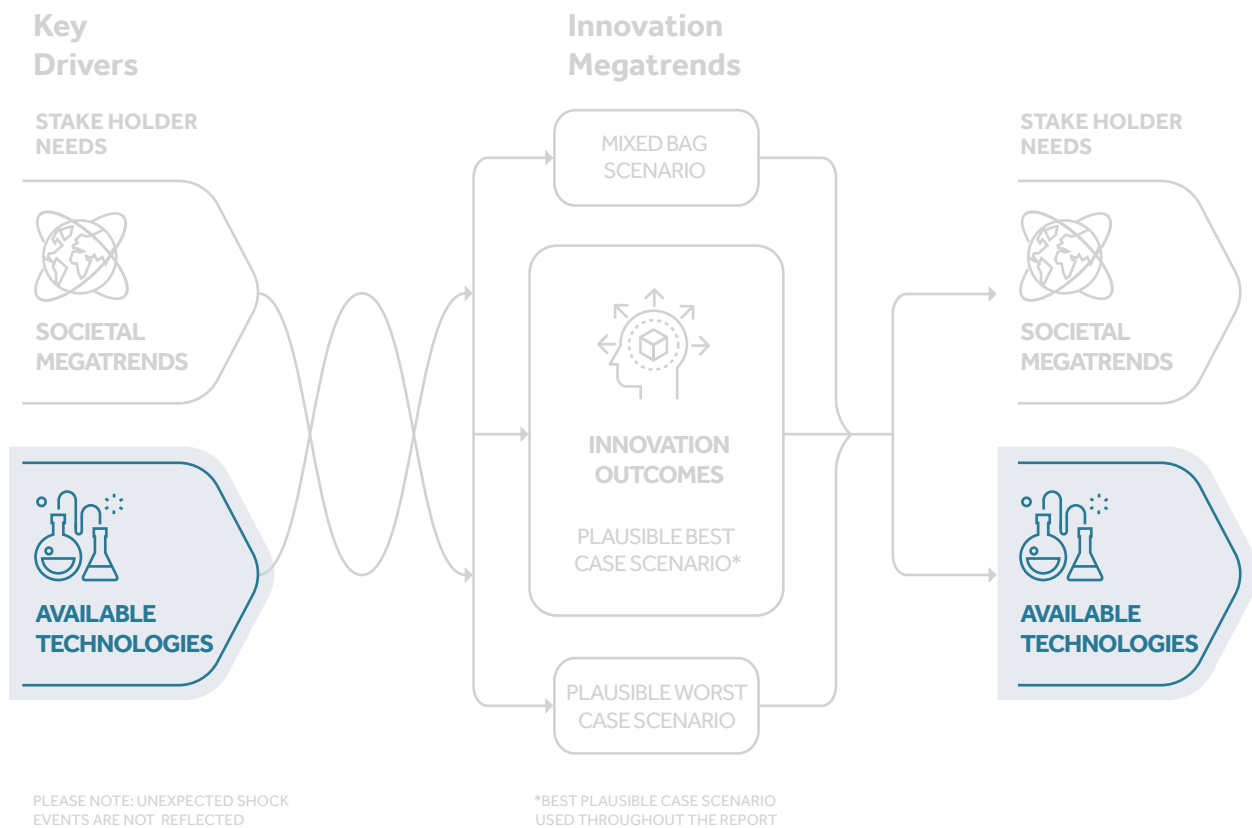 Key
Drivers
Innovation
Megatrends
STAKE HOLDER
NEEDS
SOCIETAL
MEGATRENDS
AVAILABLE
TECHNOLOGIES
MIXED BAG
SCENARIO
INNOVATION
OUTCOMES
PLAUSIBLE BEST
CASE SCENARIO*
PLAUSIBLE WORST
CASE SCENARIO
STAKE HOLDER
NEEDS
SOCIETAL
MEGATRENDS
AVAILABLE
TECHNOLOGIES
PLEASE NOTE: UNEXPECTED SHOCK
EVENTS ARE NOT REFLECTED
*BEST PLAUSIBLE CASE SCENARIO
USED THROUGHOUT THE REPORT